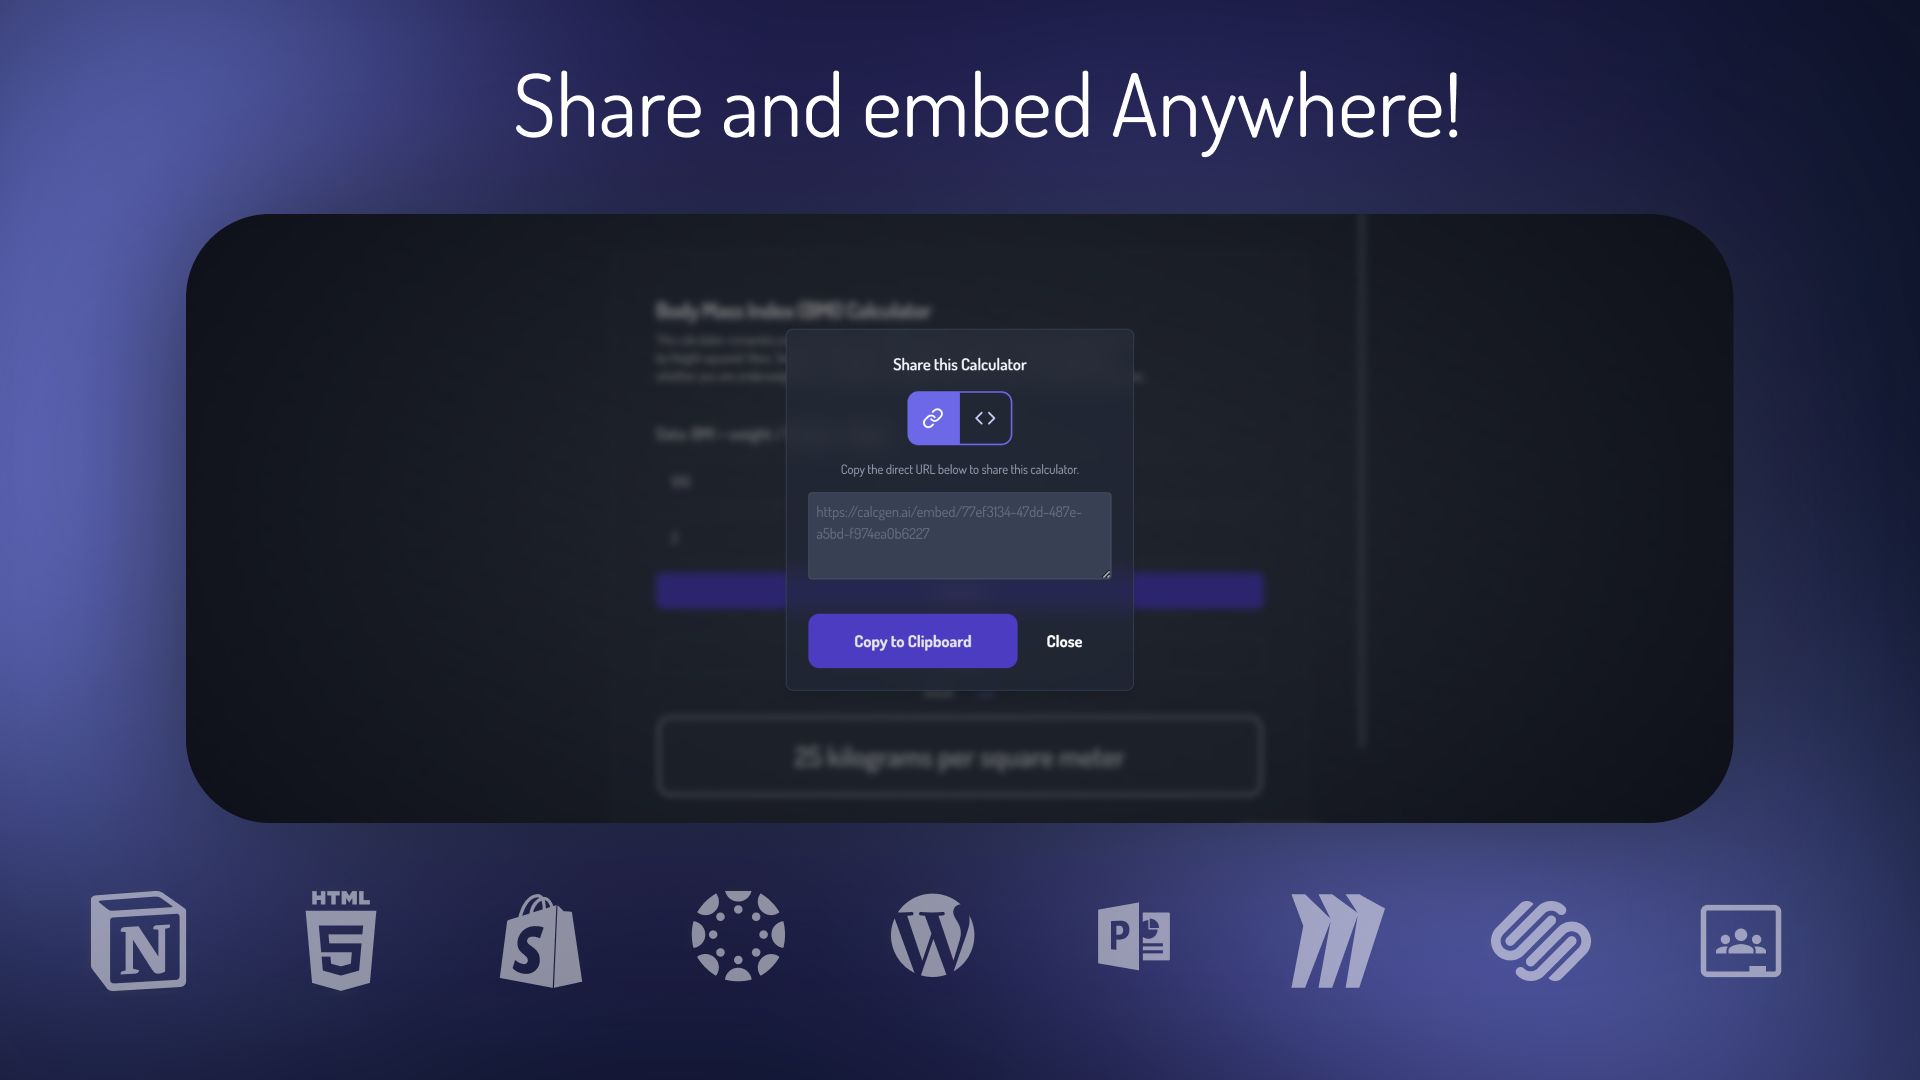 Share and embed Anywhere!
Body Mass Index (BMI) Calculator
Share this Calculator
Copy the direct URL below to share this calculator.
https://calcgen.ai/embed/77ef3134-47dd-487e-
a5bd-f974ea0b6227
Copy to Clipboard
Close
25 kilograms per square meter
N
HTML
5
S
W
P